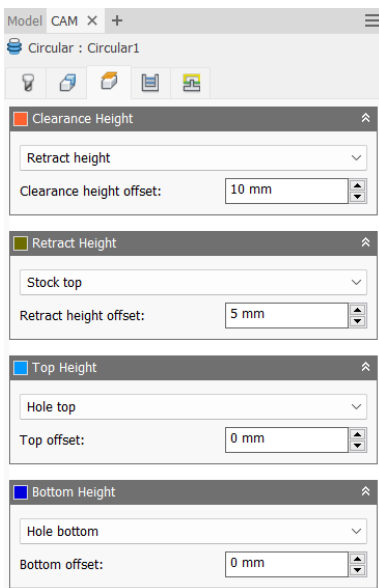 Model CAM × +
Circular : Circular1
Clearance Height
Retract height
Clearance height offset: 10 mm
Retract Height
Stock top
Retract height offset: 5 mm
Top Height
Hole top
Top offset: 0 mm
Bottom Height
Hole bottom
Bottom offset: 0 mm